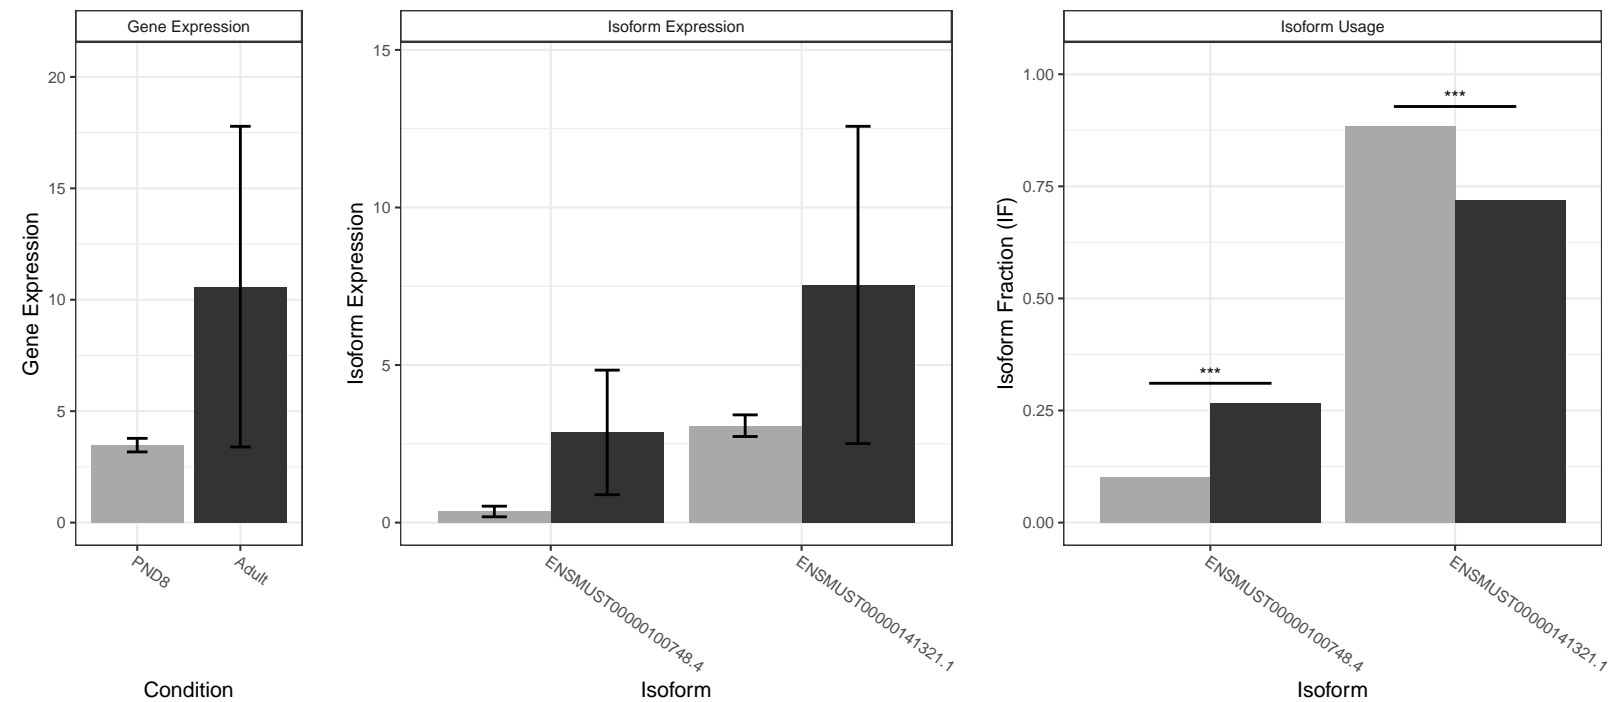 Gene Expression
Gene Expression
20
15
10
5
0
PND8
Adult
Condition
Isoform Expression
Isoform Expression
15
10
5
0
ENSMUST00000100748.4
ENSMUST00000141321.1
Isoform
Isoform Usage
Isoform Fraction (IF)
1.00
0.75
0.50
0.25
0.00
***
***
ENSMUST00000100748.4
ENSMUST00000141321.1
Isoform